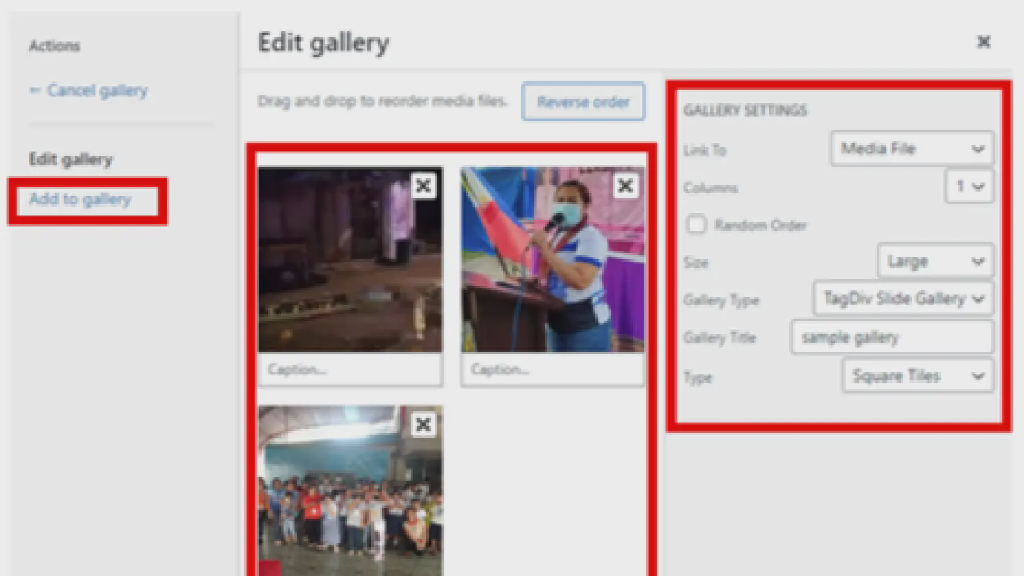 Actions
← Cancel gallery
Edit gallery
Add to gallery
Edit gallery
Drag and drop to reorder media files.
Reverse order
Caption...
Caption...
GALLERY SETTINGS
Link To
Media File
Columns
1
Random Order
Size
Large
Gallery Type
TagDiv Slide Gallery
Gallery Title
sample gallery
Type
Square Tiles